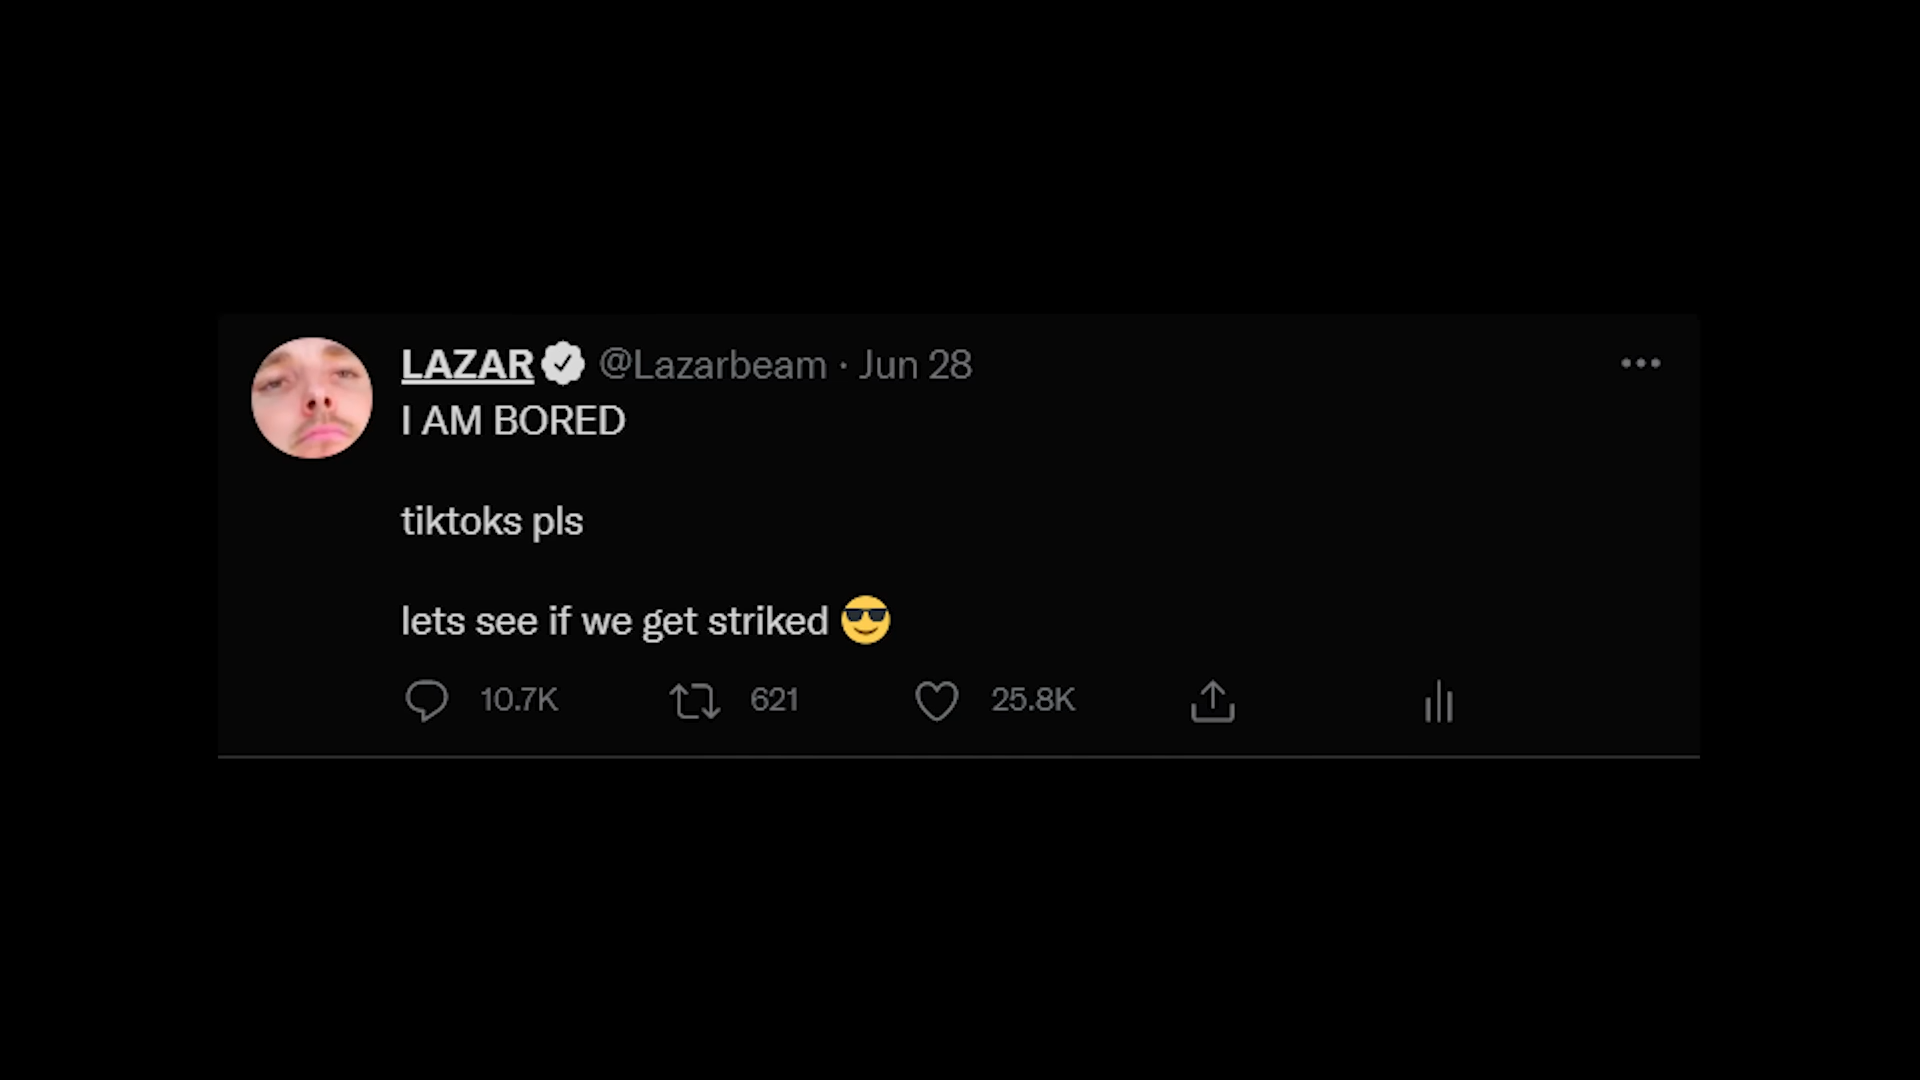 LAZAR @Lazarbeam · Jun 28
I AM BORED
tiktoks pls
lets see if we get striked 😎
10.7K 621 25.8K